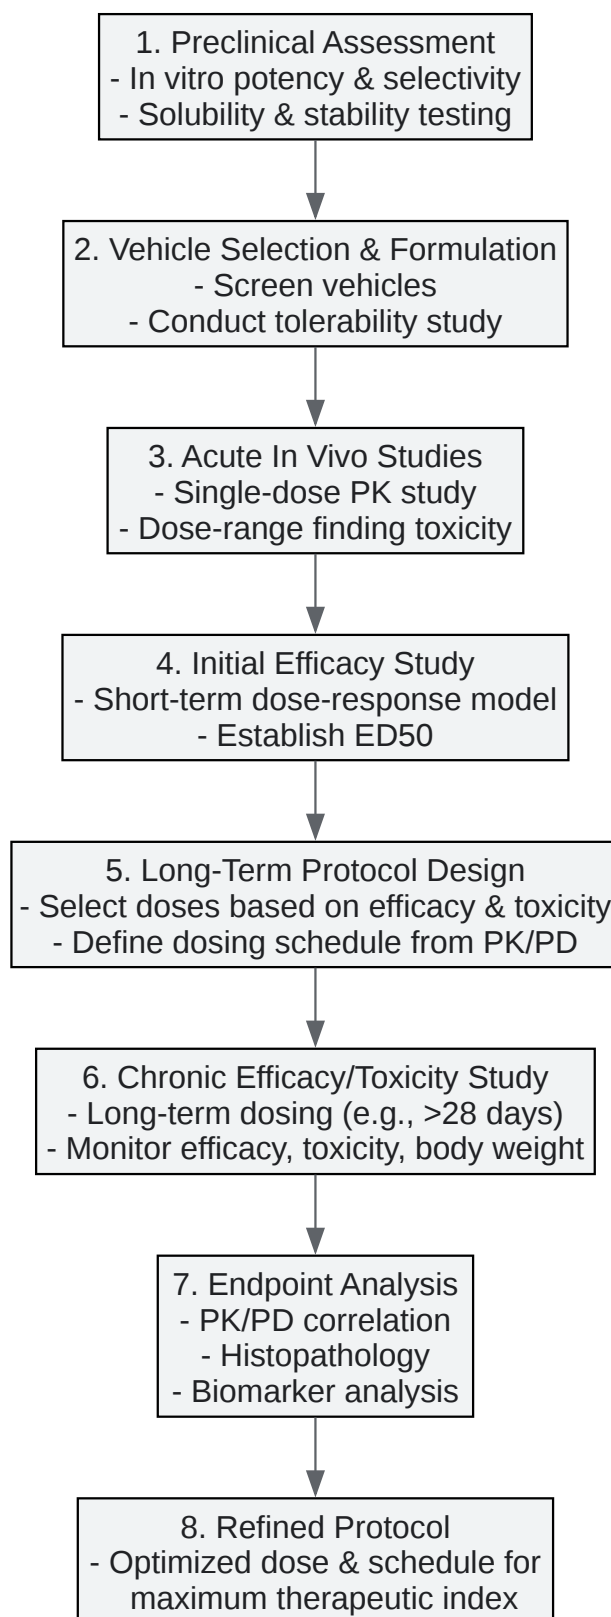 1. Preclinical Assessment
- In vitro potency & selectivity
- Solubility & stability testing
2. Vehicle Selection & Formulation
- Screen vehicles
- Conduct tolerability study
3. Acute In Vivo Studies
- Single-dose PK study
- Dose-range finding toxicity
4. Initial Efficacy Study
- Short-term dose-response model
- Establish ED50
5. Long-Term Protocol Design
- Select doses based on efficacy & toxicity
- Define dosing schedule from PK/PD
6. Chronic Efficacy/Toxicity Study
- Long-term dosing (e.g., >28 days)
- Monitor efficacy, toxicity, body weight
7. Endpoint Analysis
- PK/PD correlation
- Histopathology
- Biomarker analysis
8. Refined Protocol
- Optimized dose & schedule for
maximum therapeutic index